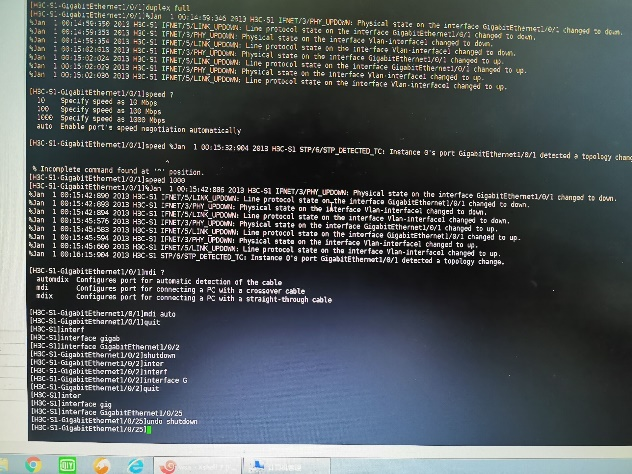 [H3C-S1-GigabitEthernet1/0/1]duplex full
[H3C-S1-GigabitEthernet1/0/1]%Jan  1 00:14:59:346 2013 H3C-S1 IFNET/3/PHY_UPDOWN: Physical state on the interface GigabitEthernet1/0/1 changed to down.
%Jan  1 00:14:59:350 2013 H3C-S1 IFNET/5/LINK_UPDOWN: Line protocol state on the interface GigabitEthernet1/0/1 changed to down.
%Jan  1 00:14:59:353 2013 H3C-S1 IFNET/3/PHY_UPDOWN: Physical state on the interface Vlan-interface1 changed to down.
%Jan  1 00:14:59:354 2013 H3C-S1 IFNET/5/LINK_UPDOWN: Line protocol state on the interface Vlan-interface1 changed to down.
%Jan  1 00:15:02:015 2013 H3C-S1 IFNET/3/PHY_UPDOWN: Physical state on the interface GigabitEthernet1/0/1 changed to up.
%Jan  1 00:15:02:024 2013 H3C-S1 IFNET/5/LINK_UPDOWN: Line protocol state on the interface GigabitEthernet1/0/1 changed to up.
%Jan  1 00:15:02:029 2013 H3C-S1 IFNET/3/PHY_UPDOWN: Physical state on the interface Vlan-interface1 changed to up.
%Jan  1 00:15:02:036 2013 H3C-S1 IFNET/5/LINK_UPDOWN: Line protocol state on the interface Vlan-interface1 changed to up.
[H3C-S1-GigabitEthernet1/0/1]speed ?
10    Specify speed as 10 Mbps
100   Specify speed as 100 Mbps
1000  Specify speed as 1000 Mbps
auto  Enable port's speed negotiation automatically
[H3C-S1-GigabitEthernet1/0/1]speed %Jan  1 00:15:32:904 2013 H3C-S1 STP/6/STP_DETECTED_TC: Instance 0's port GigabitEthernet1/0/1 detected a topology chang
^
% Incomplete command found at '^' position.
[H3C-S1-GigabitEthernet1/0/1]speed 1000
[H3C-S1-GigabitEthernet1/0/1]%Jan  1 00:15:42:886 2013 H3C-S1 IFNET/3/PHY_UPDOWN: Physical state on the interface GigabitEthernet1/0/1 changed to down.
%Jan  1 00:15:42:890 2013 H3C-S1 IFNET/5/LINK_UPDOWN: Line protocol state on the interface GigabitEthernet1/0/1 changed to down.
%Jan  1 00:15:42:893 2013 H3C-S1 IFNET/3/PHY_UPDOWN: Physical state on the interface Vlan-interface1 changed to down.
%Jan  1 00:15:42:894 2013 H3C-S1 IFNET/5/LINK_UPDOWN: Line protocol state on the interface Vlan-interface1 changed to down.
%Jan  1 00:15:45:576 2013 H3C-S1 IFNET/3/PHY_UPDOWN: Physical state on the interface GigabitEthernet1/0/1 changed to up.
%Jan  1 00:15:45:583 2013 H3C-S1 IFNET/5/LINK_UPDOWN: Line protocol state on the interface GigabitEthernet1/0/1 changed to up.
%Jan  1 00:15:45:594 2013 H3C-S1 IFNET/3/PHY_UPDOWN: Physical state on the interface Vlan-interface1 changed to up.
%Jan  1 00:15:45:600 2013 H3C-S1 IFNET/5/LINK_UPDOWN: Line protocol state on the interface Vlan-interface1 changed to up.
%Jan  1 00:16:15:904 2013 H3C-S1 STP/6/STP_DETECTED_TC: Instance 0's port GigabitEthernet1/0/1 detected a topology change.
[H3C-S1-GigabitEthernet1/0/1]mdi ?
automdix  Configures port for automatic detection of the cable
mdi       Configures port for connecting a PC with a crossover cable
mdix      Configures port for connecting a PC with a straight-through cable
[H3C-S1-GigabitEthernet1/0/1]mdi auto
[H3C-S1-GigabitEthernet1/0/1]quit
[H3C-S1]interf
[H3C-S1]interface gigab
[H3C-S1]interface GigabitEthernet1/0/2
[H3C-S1-GigabitEthernet1/0/2]shutdown
[H3C-S1-GigabitEthernet1/0/2]inter
[H3C-S1-GigabitEthernet1/0/2]interf
[H3C-S1-GigabitEthernet1/0/2]interface G
[H3C-S1-GigabitEthernet1/0/2]quit
[H3C-S1]inter
[H3C-S1]interface gig
[H3C-S1]interface GigabitEthernet1/0/25
[H3C-S1-GigabitEthernet1/0/25]undo shutdown
[H3C-S1-GigabitEthernet1/0/25]